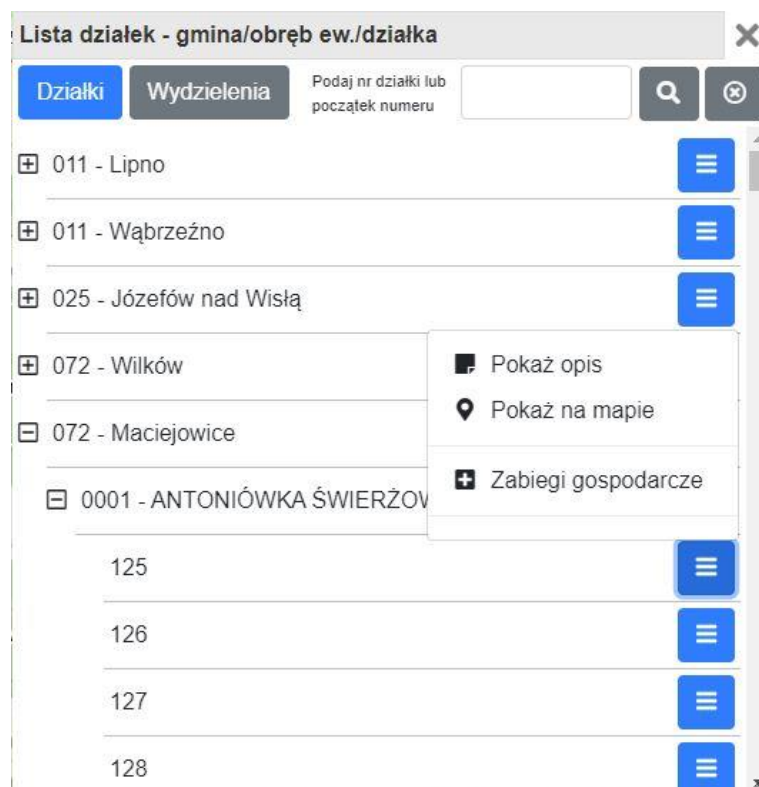 Lista działek - gmina/obręb ew./działka
Działki Wydzielenia Podaj nr działki lub początek numeru
011 - Lipno
011 - Wąbrzeźno
025 - Józefów nad Wisłą
072 - Wilków
Pokaż opis
Pokaż na mapie
072 - Maciejowice
Zabiegi gospodarcze
0001 - ANTONIÓWKA
125
126
127
128